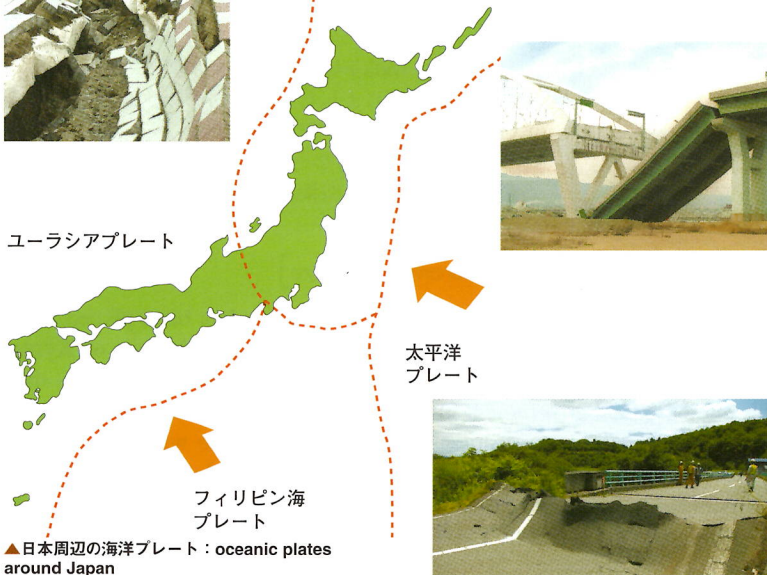 ユーラシアプレート
太平洋
プレート
フィリピン海
プレート
▲日本周辺の海洋プレート：oceanic plates
around Japan